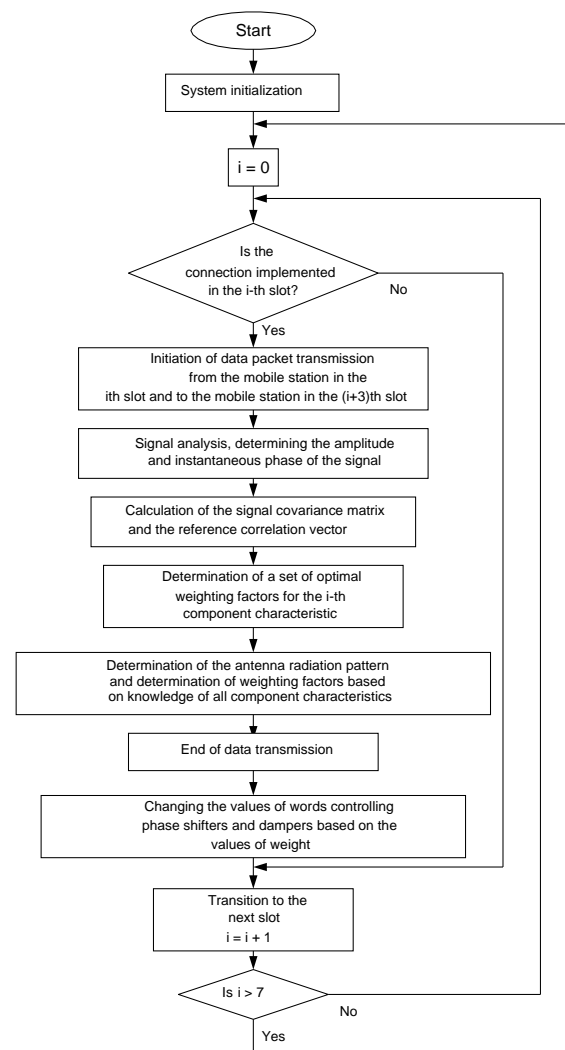 Start
System initialization
i = 0
Is the
connection implemented
in the i-th slot?
No
Yes
Initiation of data packet transmission
from the mobile station in the
ith slot and to the mobile station in the (i+3)th slot
Signal analysis, determining the amplitude
and instantaneous phase of the signal
Calculation of the signal covariance matrix
and the reference correlation vector
Determination of a set of optimal
weighting factors for the i-th
component characteristic
Determination of the antenna radiation pattern
and determination of weighting factors based
on knowledge of all component characteristics
End of data transmission
Changing the values of words controlling
phase shifters and dampers based on the
values of weight
Transition to the
next slot
i = i + 1
Is i > 7
No
Yes